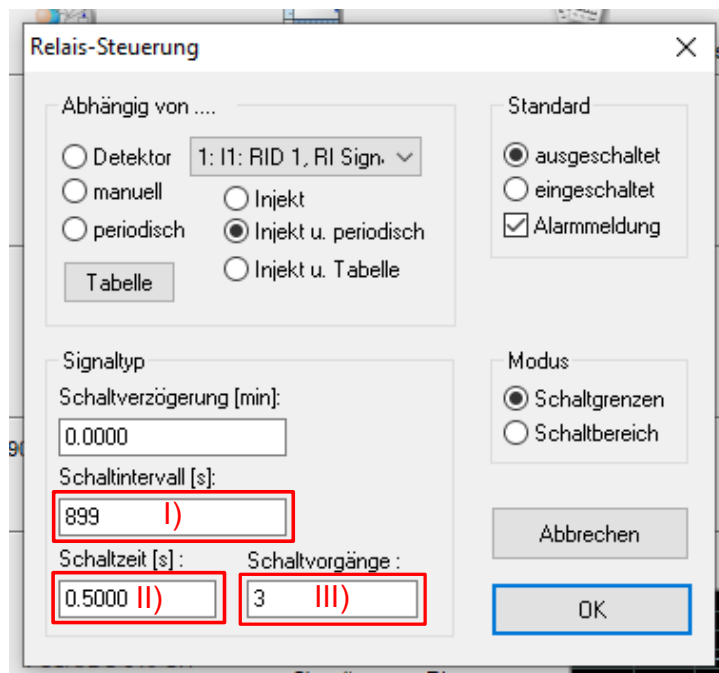 Relais-Steuerung
Abhängig von ....
Detektor
1: I1: RID 1, RI Sign.
manuell
Injekt
periodisch
Injekt u. periodisch
Tabelle
Injekt u. Tabelle
Standard
ausgeschaltet
eingeschaltet
Alarmmeldung
Signaltyp
Schaltverzögerung [min]:
0.0000
Schaltintervall [s]:
899 I)
Schaltzeit [s] :
Schaltvorgänge :
0.5000 II)
3 III)
Modus
Schaltgrenzen
Schaltbereich
Abbrechen
OK